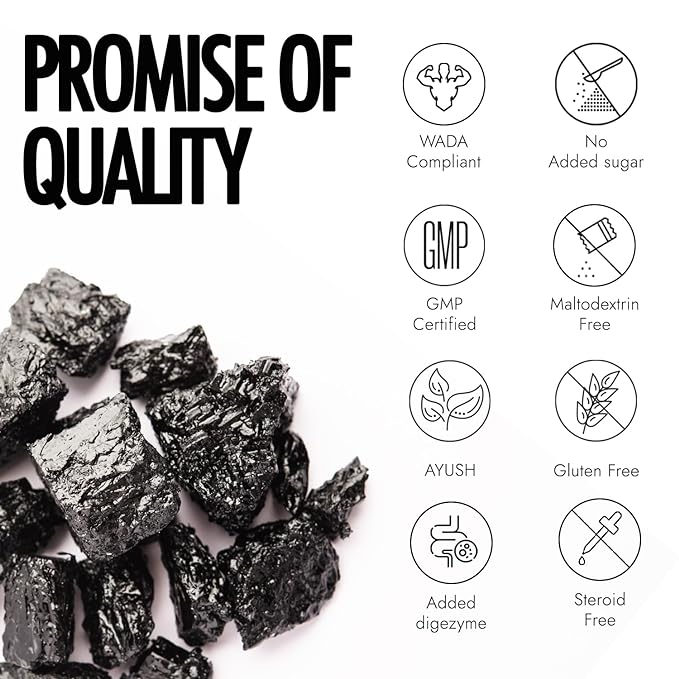 PROMISE OF
QUALITY
WADA
Compliant
No
Added sugar
GMP
GMP
Certified
Maltodextrin
Free
AYUSH
Gluten Free
Added
digezyme
Steroid
Free